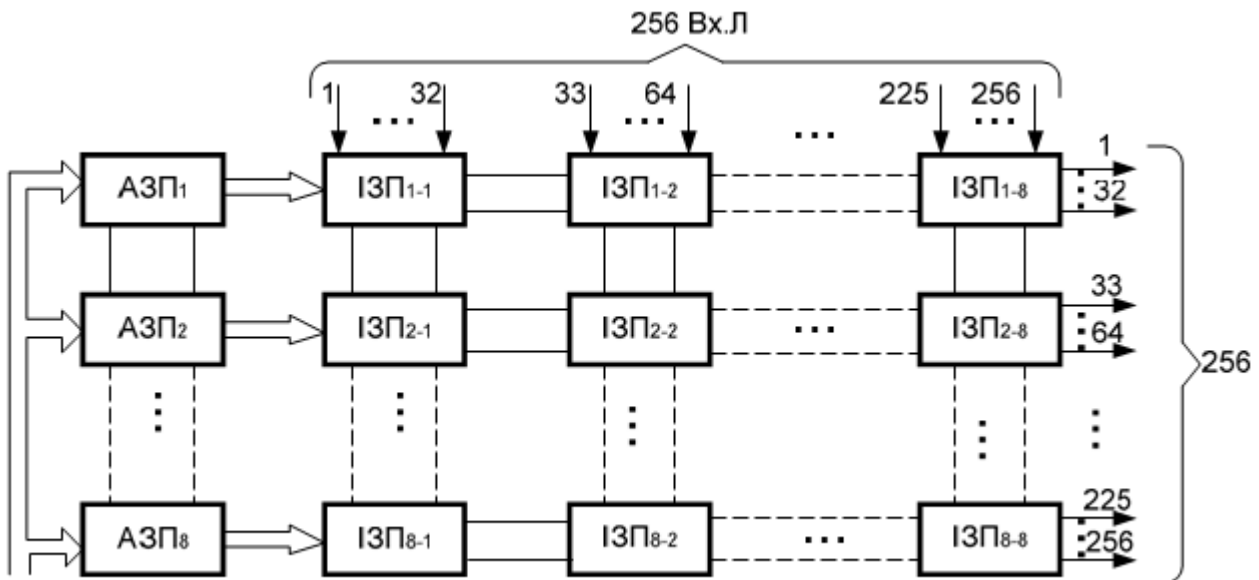 256 Вх.Л
1 32 33 64 225 256
АЗП1 ІЗП1-1 ІЗП1-2 ІЗП1-8 1
32
АЗП2 ІЗП2-1 ІЗП2-2 ІЗП2-8 33
64
256
АЗП8 ІЗП8-1 ІЗП8-2 ІЗП8-8 225
256